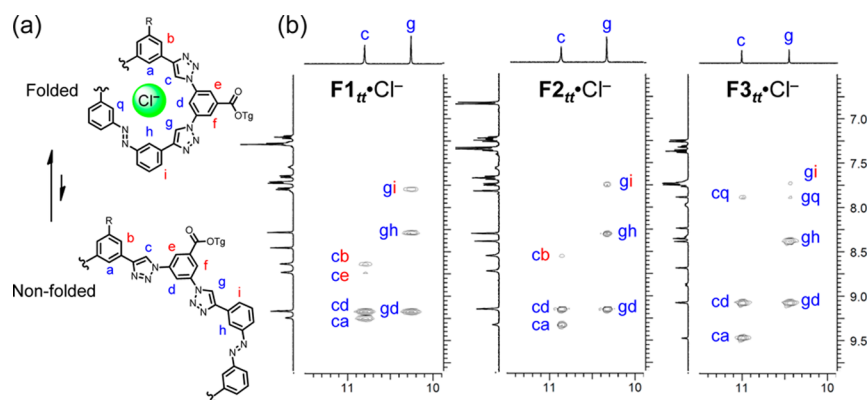 (a)
R
b
N=N
N
a
c
e
Folded
O
OTg
d
q
Cl⁻
f
g
h
N
N
N
N=N
i
R
O
OTg
b
c
e
Non-folded
f
g
a
N
N=N
d
N
N=N
i
h
N
N
(b)
c g
F1tt•Cl⁻
gi
gh
cb
ce
cd gd
ca
11 10
c g
F2tt•Cl⁻
gi
gh
cb
cd gd
ca
11 10
c g
F3tt•Cl⁻
gi
cq gq
gh
cd gd
ca
11 10
7.0
7.5
8.0
8.5
9.0
9.5